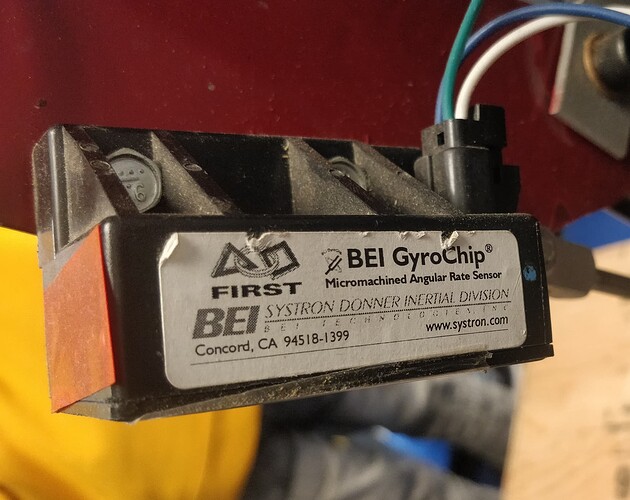 FIRST
BEI GyroChip®
Micromachined Angular Rate Sensor
BEI SYSTRON DONNER INERTIAL DIVISION
BEI TECHNOLOGIES, INC
www.systron.com
Concord, CA 94518-1399